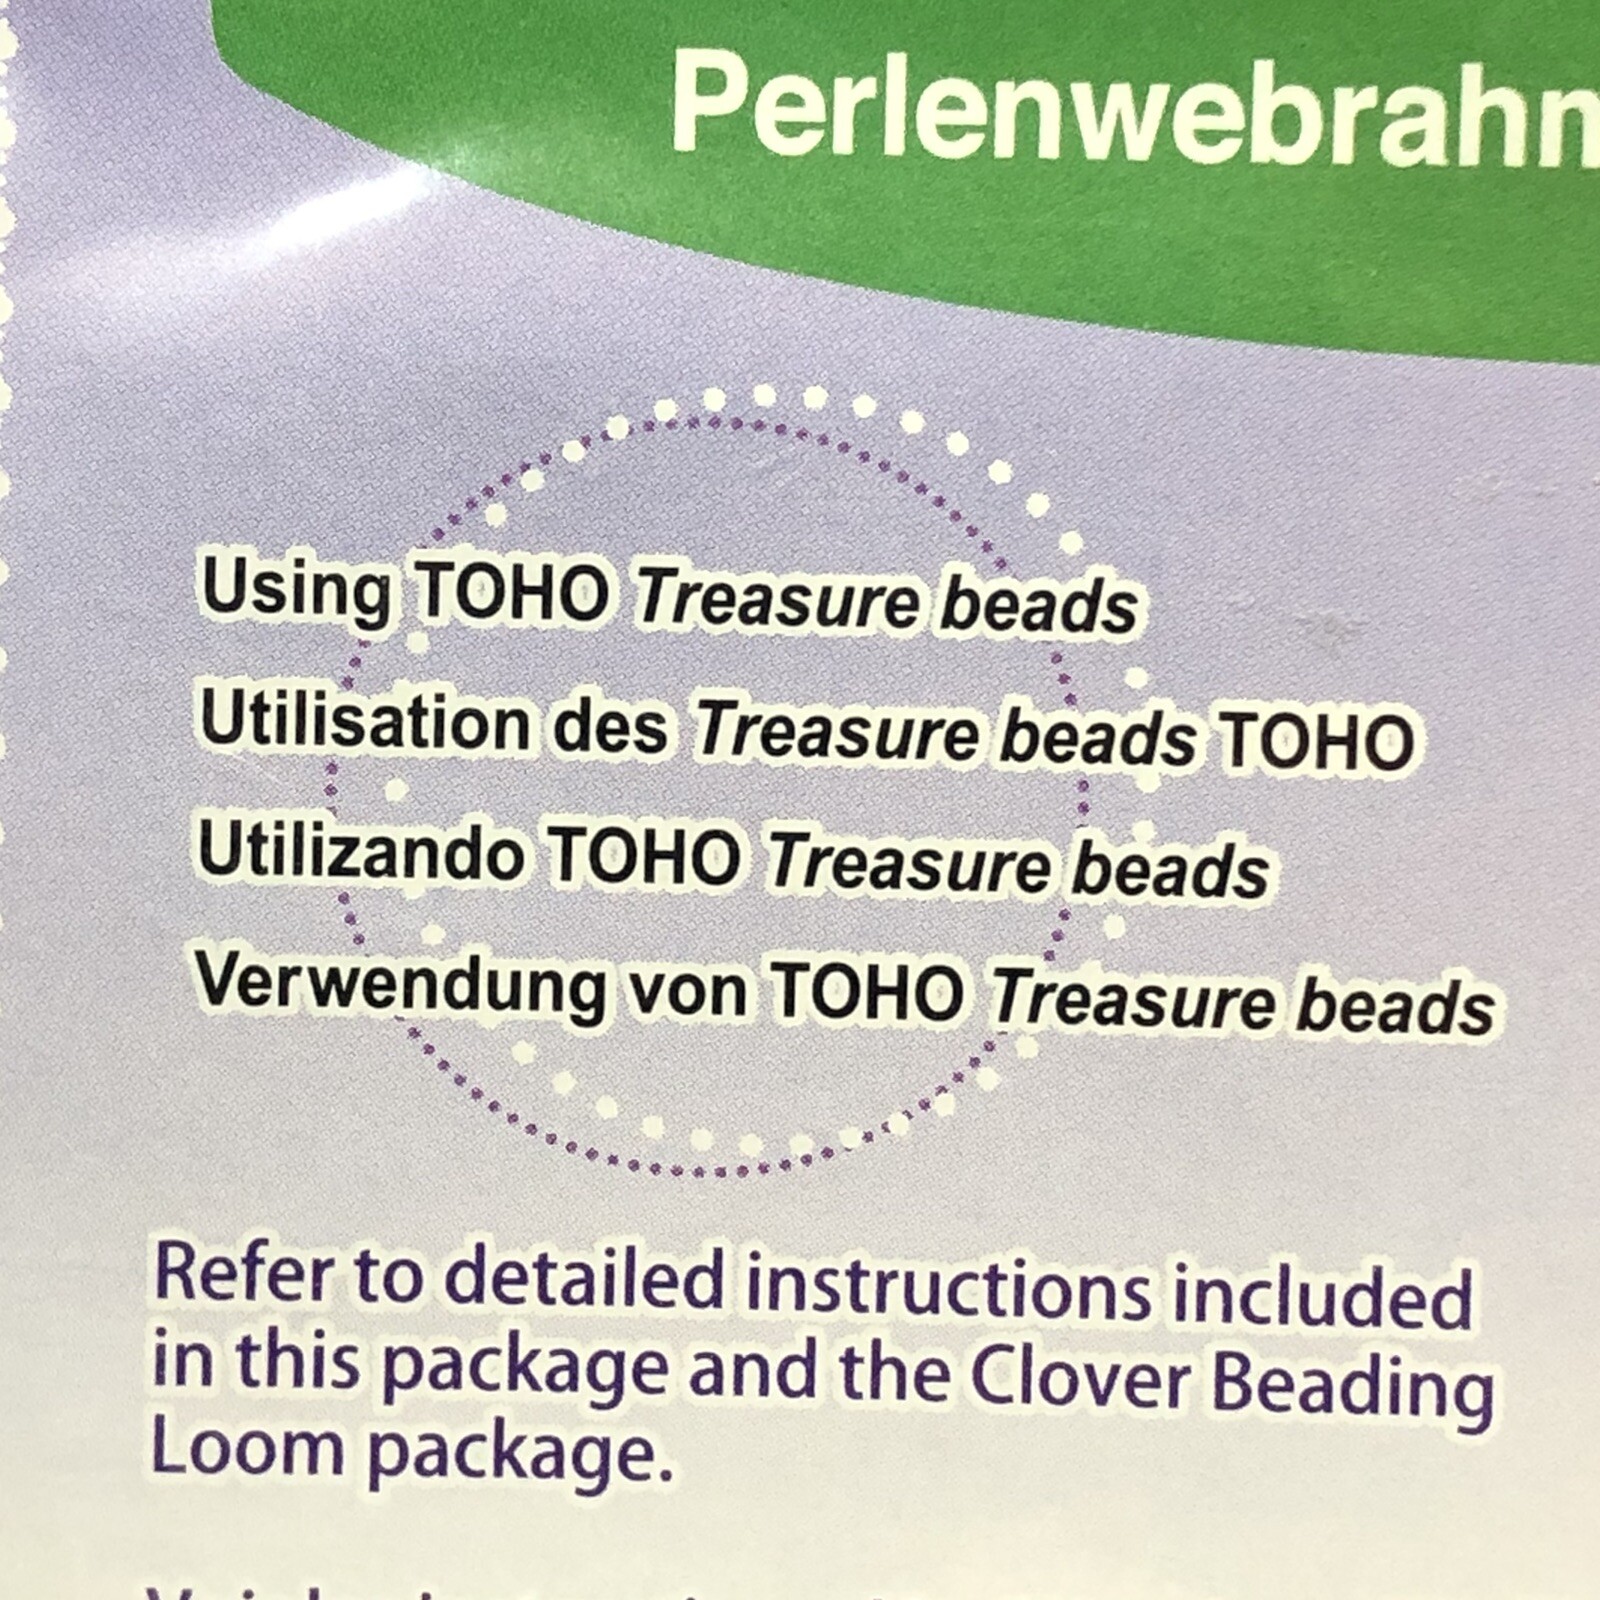 Using TOHO Treasure beads
Utilisation des Treasure beads TOHO
Utilizando TOHO Treasure beads
Verwendung von TOHO Treasure beads
Refer to detailed instructions included
in this package and the Clover Beading
Loom package.